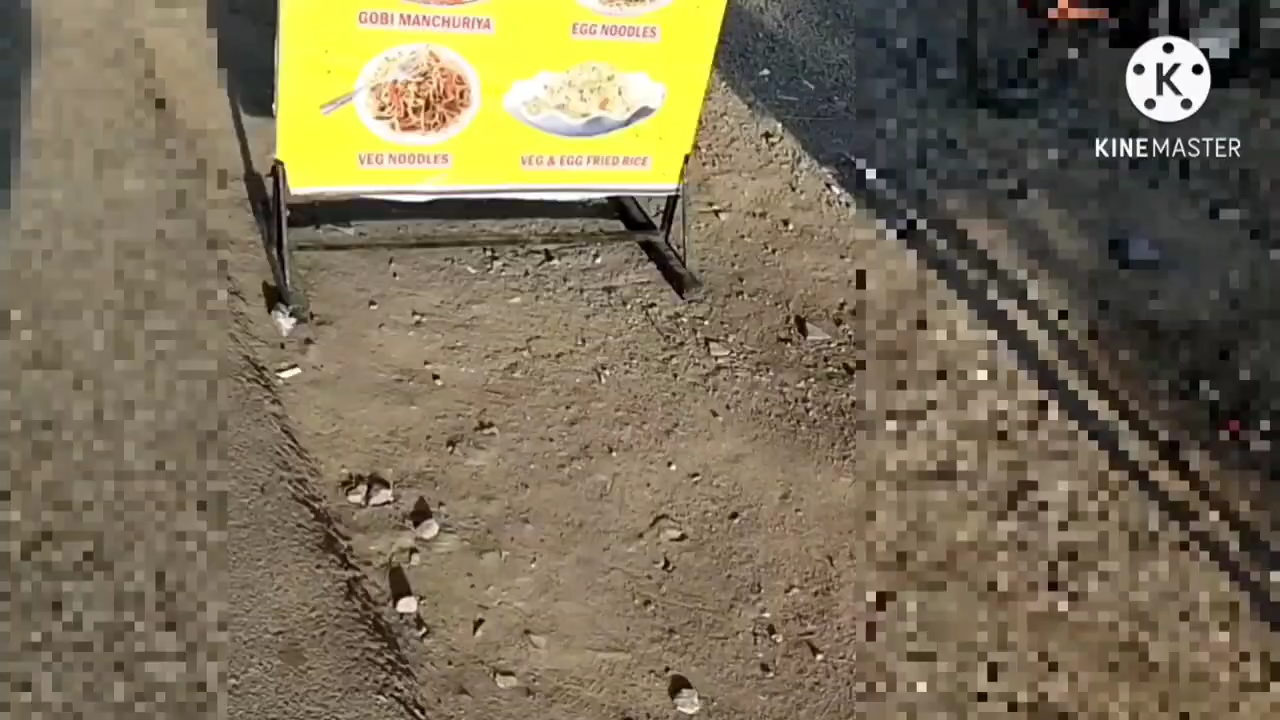 GOBI MANCHURIYA
EGG NOODLES
VEG NOODLES
VEG & EGG FRIED RICE
K
KINEMASTER